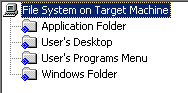 File System on Target Machine
Application Folder
User's Desktop
User's Programs Menu
Windows Folder